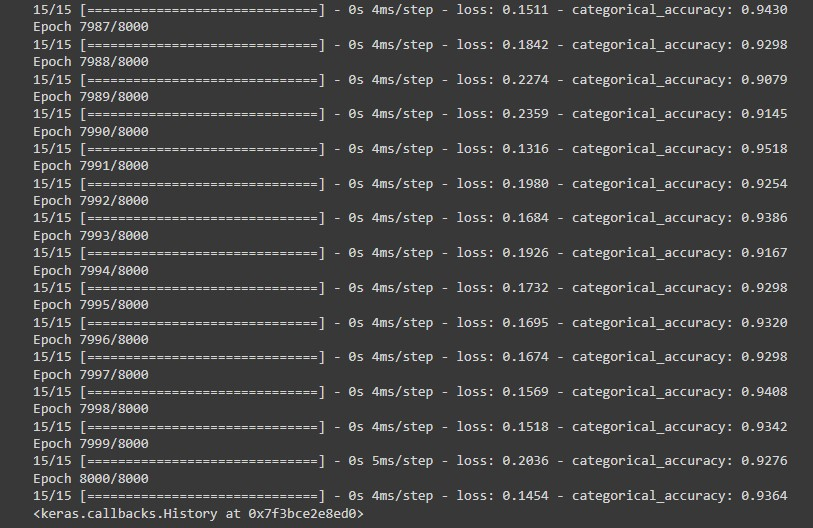 15/15 [==============================] - 0s 4ms/step - loss: 0.1511 - categorical_accuracy: 0.9430
Epoch 7987/8000
15/15 [==============================] - 0s 4ms/step - loss: 0.1842 - categorical_accuracy: 0.9298
Epoch 7988/8000
15/15 [==============================] - 0s 4ms/step - loss: 0.2274 - categorical_accuracy: 0.9079
Epoch 7989/8000
15/15 [==============================] - 0s 4ms/step - loss: 0.2359 - categorical_accuracy: 0.9145
Epoch 7990/8000
15/15 [==============================] - 0s 4ms/step - loss: 0.1316 - categorical_accuracy: 0.9518
Epoch 7991/8000
15/15 [==============================] - 0s 4ms/step - loss: 0.1980 - categorical_accuracy: 0.9254
Epoch 7992/8000
15/15 [==============================] - 0s 4ms/step - loss: 0.1684 - categorical_accuracy: 0.9386
Epoch 7993/8000
15/15 [==============================] - 0s 4ms/step - loss: 0.1926 - categorical_accuracy: 0.9167
Epoch 7994/8000
15/15 [==============================] - 0s 4ms/step - loss: 0.1732 - categorical_accuracy: 0.9298
Epoch 7995/8000
15/15 [==============================] - 0s 4ms/step - loss: 0.1695 - categorical_accuracy: 0.9320
Epoch 7996/8000
15/15 [==============================] - 0s 4ms/step - loss: 0.1674 - categorical_accuracy: 0.9298
Epoch 7997/8000
15/15 [==============================] - 0s 4ms/step - loss: 0.1569 - categorical_accuracy: 0.9408
Epoch 7998/8000
15/15 [==============================] - 0s 4ms/step - loss: 0.1518 - categorical_accuracy: 0.9342
Epoch 7999/8000
15/15 [==============================] - 0s 5ms/step - loss: 0.2036 - categorical_accuracy: 0.9276
Epoch 8000/8000
15/15 [==============================] - 0s 4ms/step - loss: 0.1454 - categorical_accuracy: 0.9364
<keras.callbacks.History at 0x7f3bce2e8ed0>